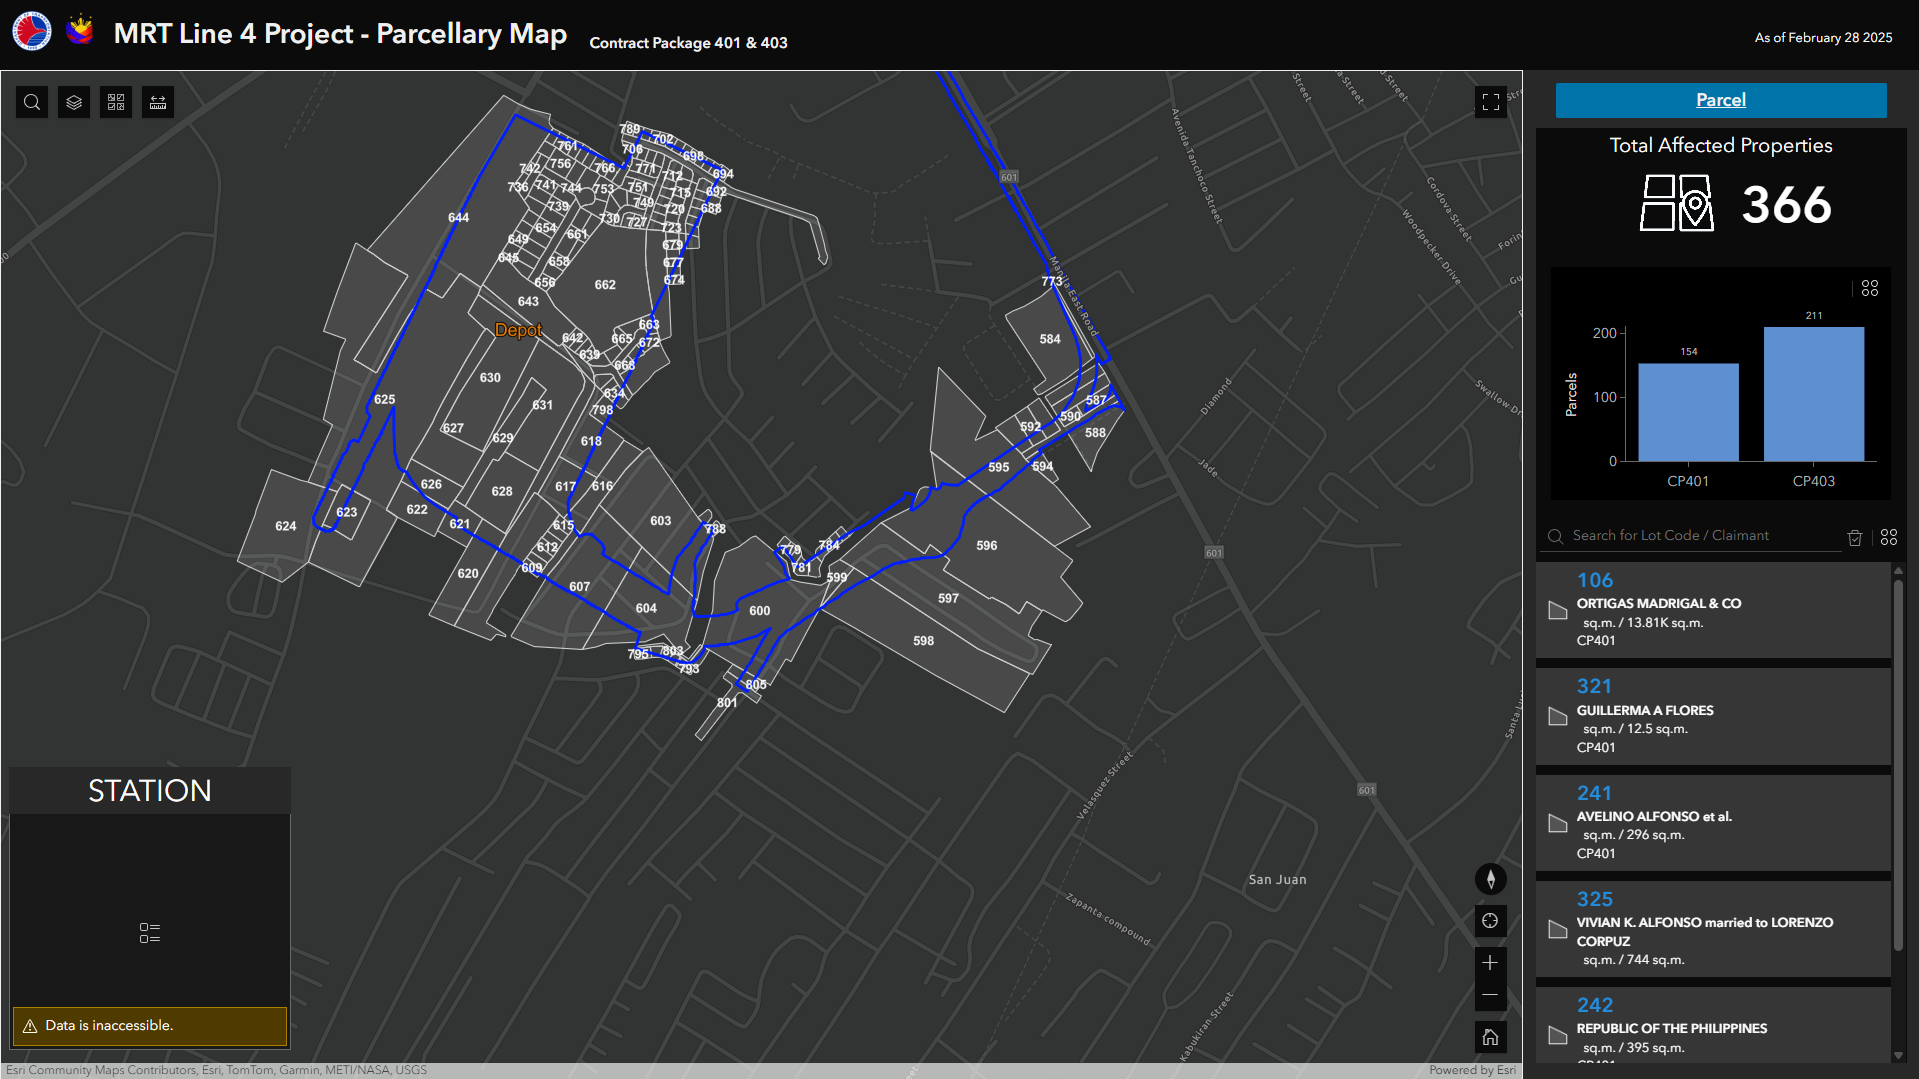 MRT Line 4 Project - Parcellary Map
Contract Package 401 & 403
As of February 28 2025
Parcel
Total Affected Properties
366
Parcels
200
100
0
154
211
CP401
CP403
Search for Lot Code / Claimant
106
ORTIGAS MADRIGAL & CO
sq.m. / 13.81K sq.m.
CP401
321
GUILLERMA A FLORES
sq.m. / 12.5 sq.m.
CP401
241
AVELINO ALFONSO et al.
sq.m. / 296 sq.m.
CP401
325
VIVIAN K. ALFONSO married to LORENZO
CORPUZ
sq.m. / 744 sq.m.
242
REPUBLIC OF THE PHILIPPINES
sq.m. / 395 sq.m.
CP401
789
702
761
706
698
756
742
766
771
694
712
736
741
744
753
751
715
692
749
739
720
688
644
730
727
654
723
661
649
679
645
658
677
656
674
662
643
Depot
663
642
665
672
639
668
630
634
625
631
798
627
629
618
626
617
616
628
622
623
621
615
624
603
788
612
609
620
607
604
600
779
784
781
599
795
803
793
805
801
773
584
587
590
592
588
595
594
596
597
598
601
601
601
Manila East Road
Avenida Tanchoco Street
Cordova Street
Woodpecker Drive
Swallow Dr
Diamond
Jade
Velasquez Street
Zapanta compound
Kabukiran Street
San Juan
STATION
Data is inaccessible.
Esri Community Maps Contributors, Esri, TomTom, Garmin, METI/NASA, USGS
Powered by Esri